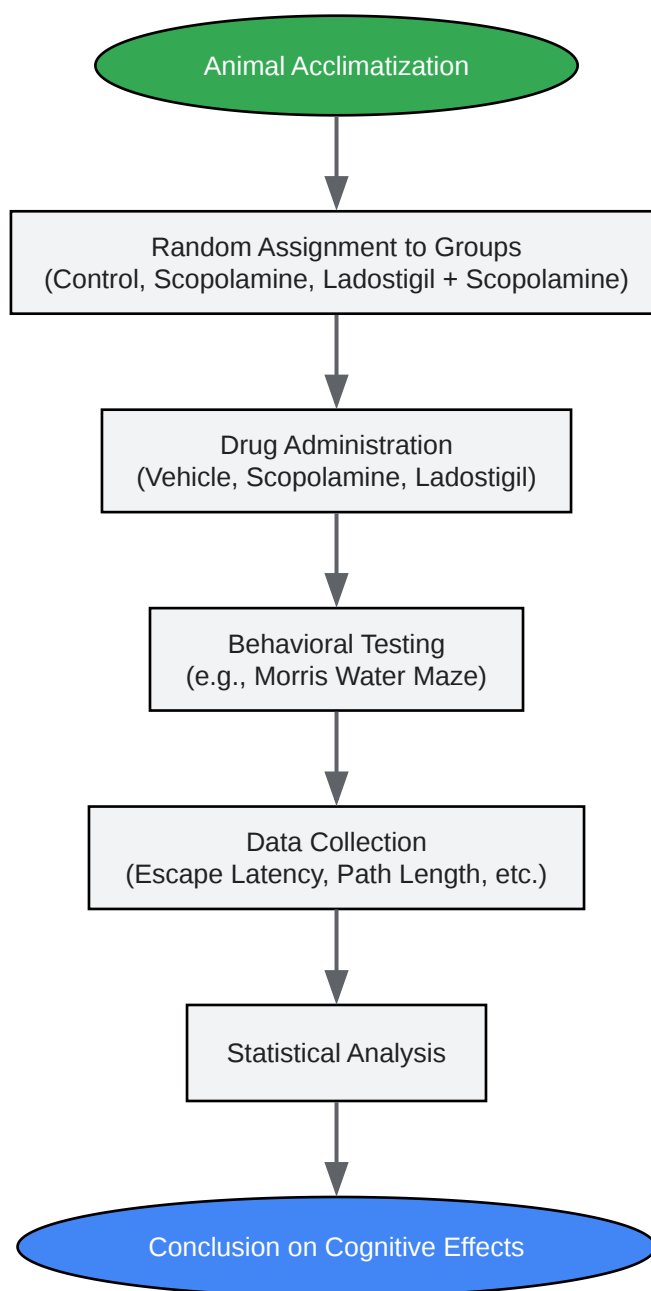 Animal Acclimatization
Random Assignment to Groups
(Control, Scopolamine, Ladostigil + Scopolamine)
Drug Administration
(Vehicle, Scopolamine, Ladostigil)
Behavioral Testing
(e.g., Morris Water Maze)
Data Collection
(Escape Latency, Path Length, etc.)
Statistical Analysis
Conclusion on Cognitive Effects